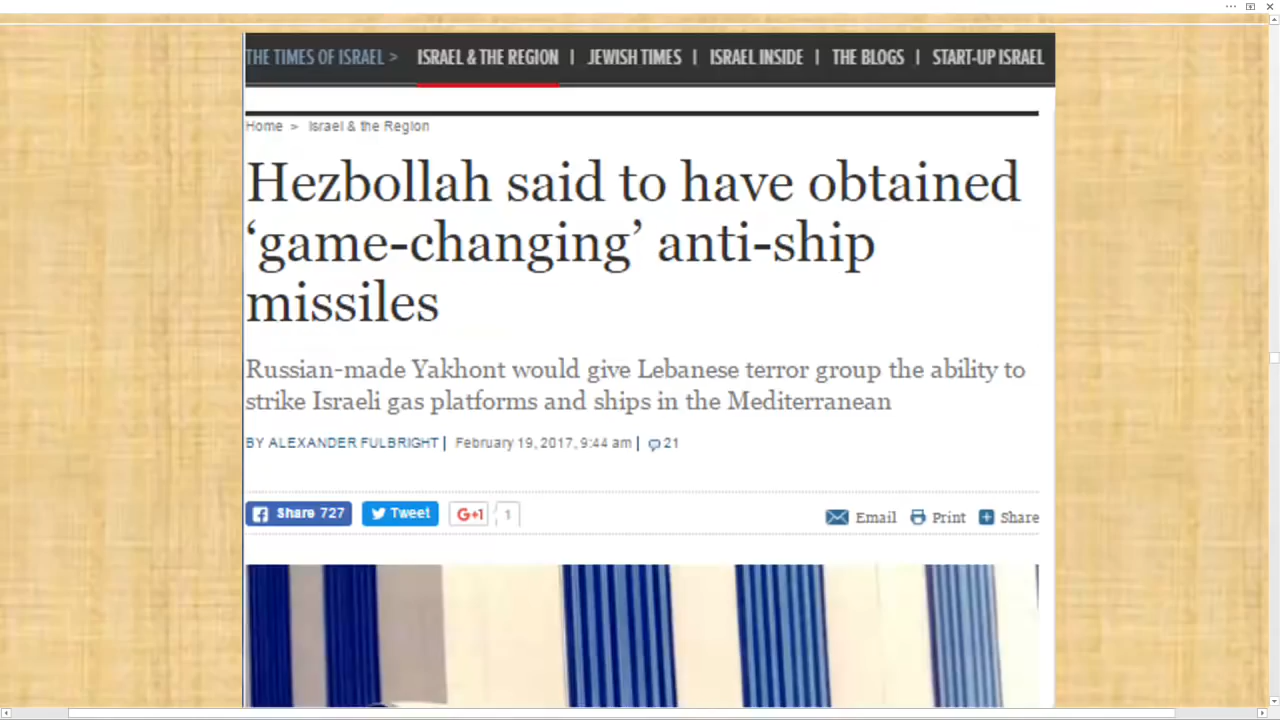 THE TIMES OF ISRAEL > ISRAEL & THE REGION | JEWISH TIMES | ISRAEL INSIDE | THE BLOGS | START-UP ISRAEL
Home > Israel & the Region
Hezbollah said to have obtained
‘game-changing’ anti-ship
missiles
Russian-made Yakhont would give Lebanese terror group the ability to
strike Israeli gas platforms and ships in the Mediterranean
BY ALEXANDER FULBRIGHT | February 19, 2017, 9:44 am | 21
Share 727 Tweet G+1 1 Email Print Share